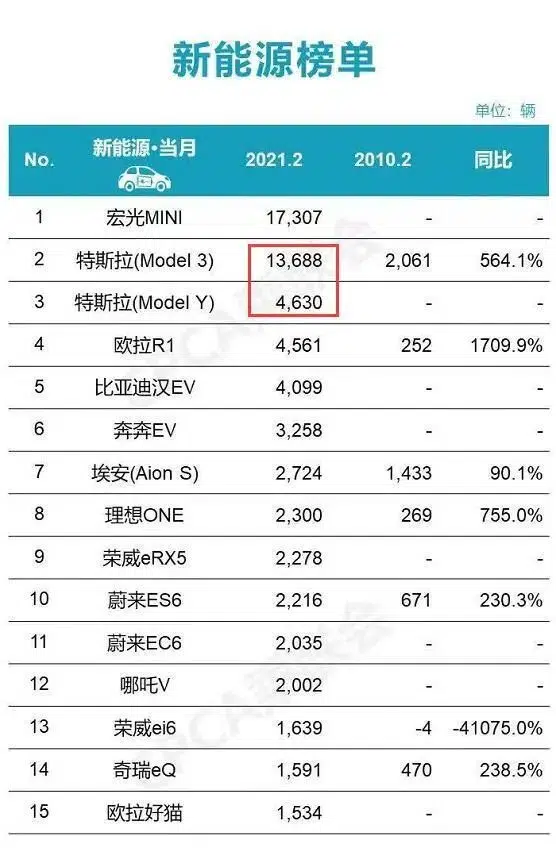 新能源榜单
单位：辆
No. 新能源·当月 2021.2 2010.2 同比
1 宏光MINI 17,307 - -
2 特斯拉(Model 3) 13,688 2,061 564.1%
3 特斯拉(Model Y) 4,630 - -
4 欧拉R1 4,561 252 1709.9%
5 比亚迪汉EV 4,099 - -
6 奔奔EV 3,258 - -
7 埃安(Aion S) 2,724 1,433 90.1%
8 理想ONE 2,300 269 755.0%
9 荣威eRX5 2,278 - -
10 蔚来ES6 2,216 671 230.3%
11 蔚来EC6 2,035 - -
12 哪吒V 2,002 - -
13 荣威ei6 1,639 -4 -41075.0%
14 奇瑞eQ 1,591 470 238.5%
15 欧拉好猫 1,534 - -